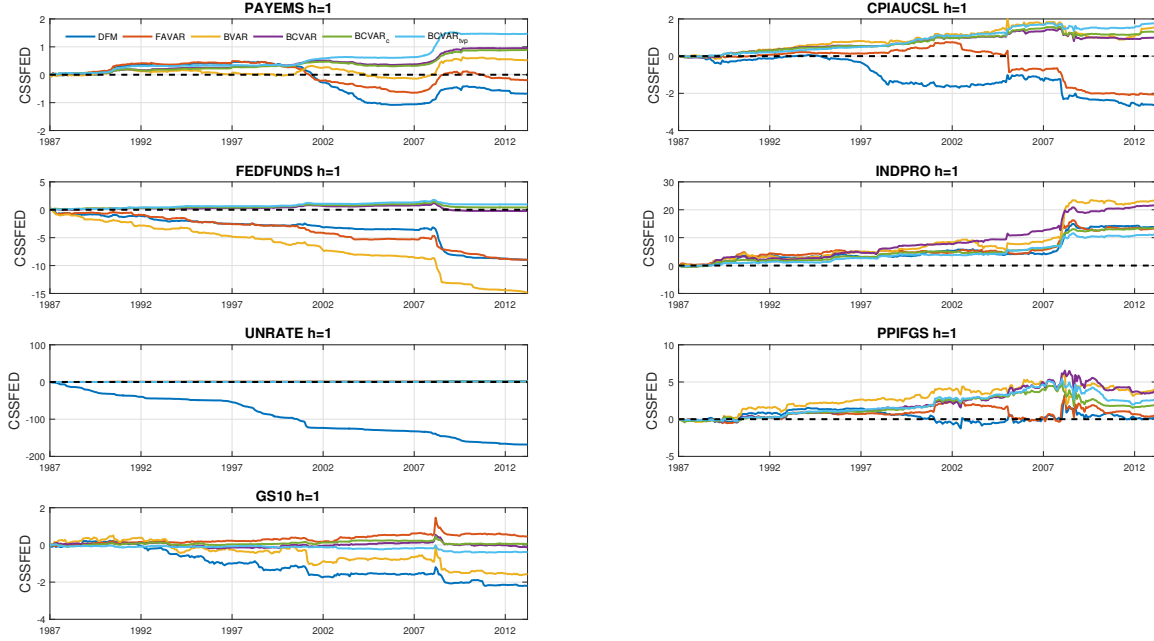 PAYEMS h=1
CSSFED
2
1
0
-1
-2
DFM FAVAR BVAR BCVAR BCVARc BCVARtvp
1987 1992 1997 2002 2007 2012
CPIAUCSL h=1
CSSFED
2
0
-2
-4
1987 1992 1997 2002 2007 2012
FEDFUNDS h=1
CSSFED
5
0
-5
-10
-15
1987 1992 1997 2002 2007 2012
INDPRO h=1
CSSFED
30
20
10
0
-10
1987 1992 1997 2002 2007 2012
UNRATE h=1
CSSFED
100
0
-100
-200
1987 1992 1997 2002 2007 2012
PPIFGS h=1
CSSFED
10
5
0
-5
1987 1992 1997 2002 2007 2012
GS10 h=1
CSSFED
2
0
-2
-4
1987 1992 1997 2002 2007 2012